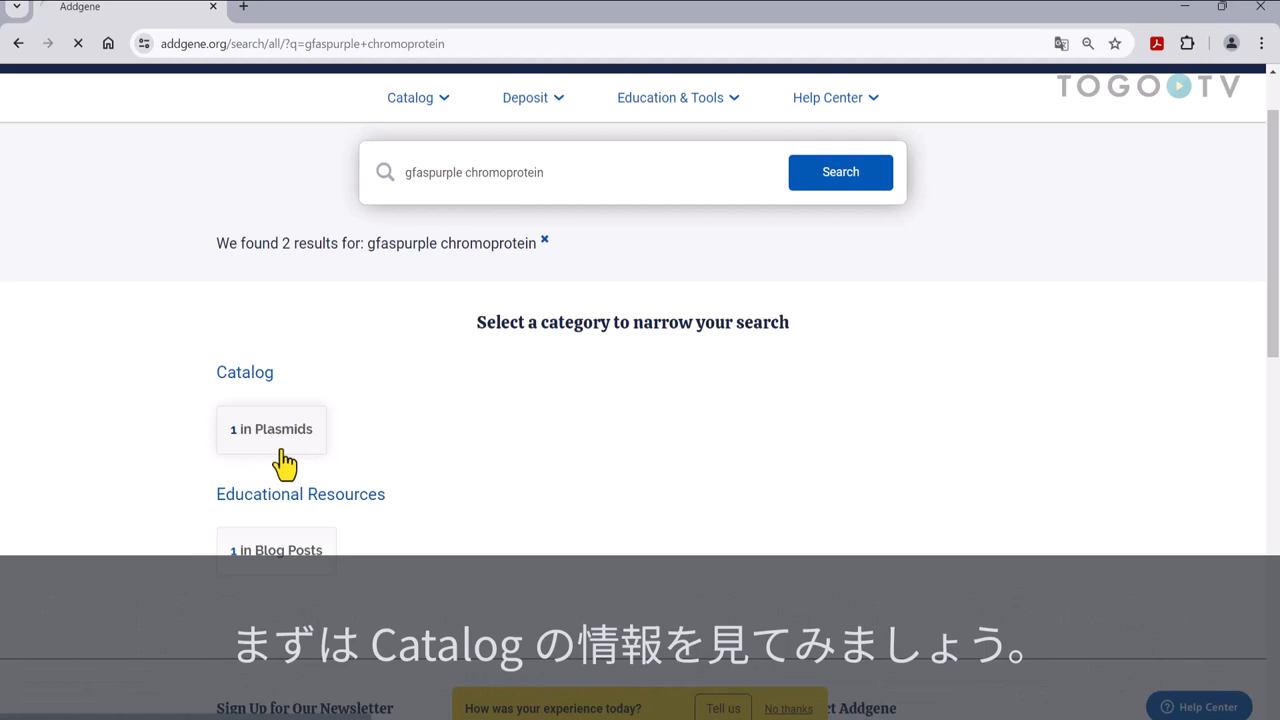 Addgene
addgene.org/search/all/?q=gfaspurple+chromoprotein
TOGO TV
Catalog
Deposit
Education & Tools
Help Center
gfaspurple chromoprotein
Search
We found 2 results for: gfaspurple chromoprotein
Select a category to narrow your search
Catalog
1 in Plasmids
Educational Resources
1 in Blog Posts
まずは Catalog の情報を見てみましょう。
Sign Up for Our Newsletter
How was your experience today?
Tell us
No thanks
Addgene
Help Center